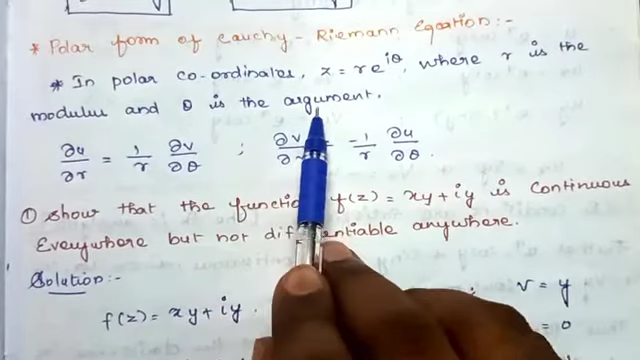 * Polar form of Cauchy - Riemann Eqation:-
* In polar co-ordinates, z = re^{iθ}, where r is the
modulus and θ is the argument.
∂u/∂r = 1/r ∂v/∂θ ; ∂v/∂r = -1/r ∂u/∂θ.
① Show that the function f(z) = xy + iy is continuous
Everywhere but not differentiable anywhere.
Solution:-
f(z) = xy + iy. ; v = y
= 0